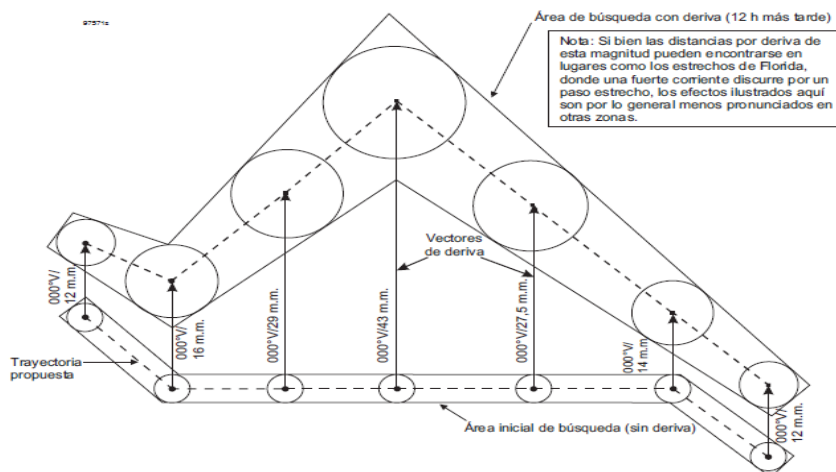 97571s
Área de búsqueda con deriva (12 h más tarde)
Nota: Si bien las distancias por deriva de
esta magnitud pueden encontrarse en
lugares como los estrechos de Florida,
donde una fuerte corriente discurre por un
paso estrecho, los efectos ilustrados aquí
son por lo general menos pronunciados en
otras zonas.
Vectores
de deriva
000°V/
12 m.m.
000°V/
16 m.m.
000°V/29 m.m.
000°V/43 m.m.
000°V/27,5 m.m.
000°V/
14 m.m.
000°V/
12 m.m.
Trayectoria
propuesta
Área inicial de búsqueda (sin deriva)